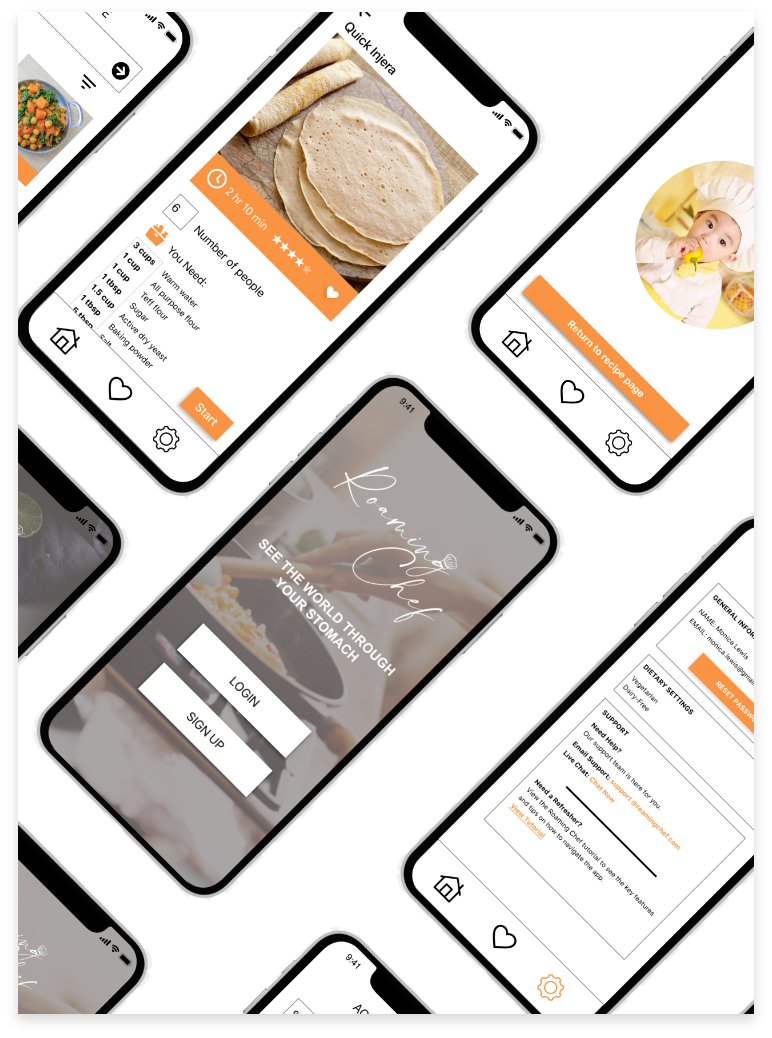 Quick Injera
2 hr 10 min
6
Number of people
You Need:
3 cups
Warm water
1 cup
All purpose flour
1 cup
Teff flour
1 tbsp
Sugar
1.5 cup
Active dry yeast
1 tbsp
Baking powder
5 tbsp
Salt
Start
Return to recipe page
9:41
Roaming
Chef
SEE THE WORLD THROUGH
YOUR STOMACH
LOGIN
SIGN UP
GENERAL
NAME: Monica Lewis
EMAIL: monica.lewis@gmai
RESET PASSWO
DIETARY SETTINGS
Vegetarian
Dairy-Free
SUPPORT
Need Help?
Our support team is here for you.
Email Support: support @roamingchef.com
Live Chat: Chat Now
Need a Refresher?
View the Roaming Chef tutorial to see the key features
and tips on how to navigate the app.
View Tutorial
9:41